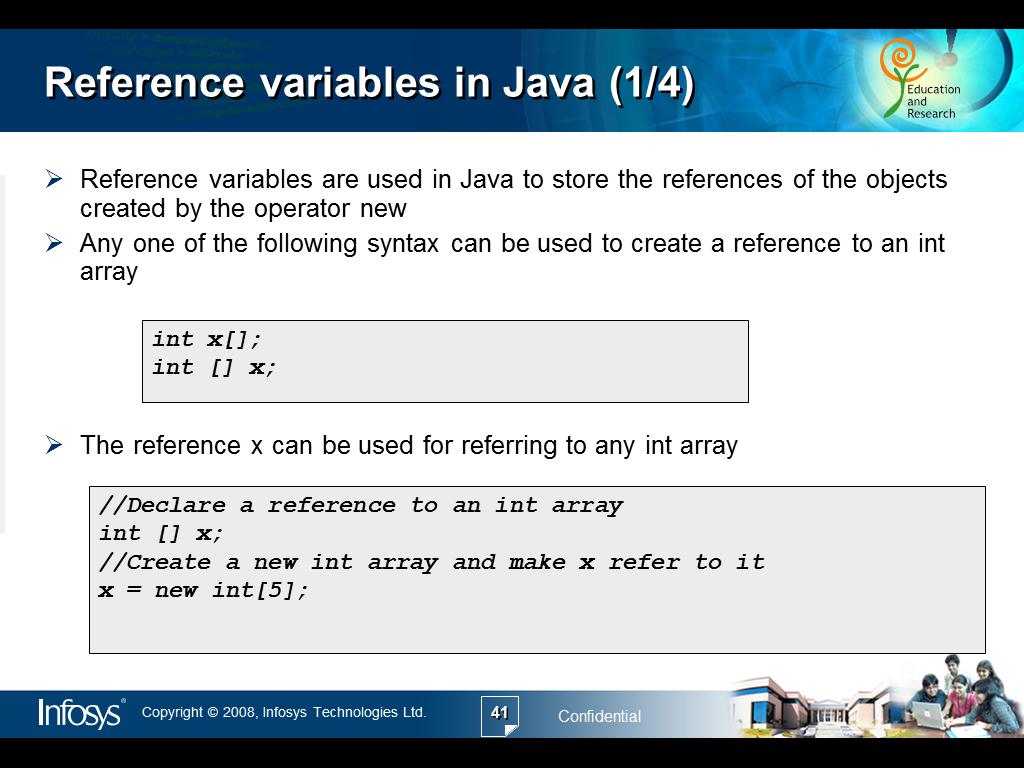 Reference variables in Java (1/4)
Education
and
Research
Reference variables are used in Java to store the references of the objects
created by the operator new
Any one of the following syntax can be used to create a reference to an int
array
int x[];
int [] x;
The reference x can be used for referring to any int array
//Declare a reference to an int array
int [] x;
//Create a new int array and make x refer to it
x = new int[5];
Infosys®
Copyright © 2008, Infosys Technologies Ltd.
41
Confidential